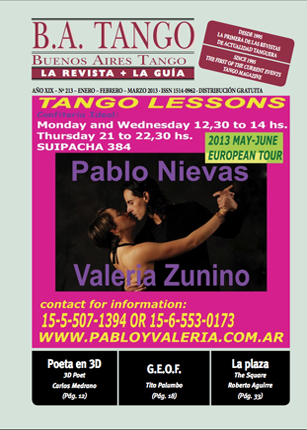 B.A. TANGO
BUENOS AIRES TANGO
LA REVISTA + LA GUÍA
DESDE 1995
LA PRIMERA DE LAS REVISTAS
DE ACTUALIDAD TANGUERA
SINCE 1995
THE FIRST OF THE CURRENT EVENTS
TANGO MAGAZINE
AÑO XIX - Nº 213 - ENERO - FEBRERO - MARZO 2013 - ISSN 1514-0962 - DISTRIBUCIÓN GRATUITA
TANGO LESSONS
Confitería Ideal:
Monday and Wednesday 12,30 to 14 hs.
Thursday 21 to 22,30 hs.
SUIPACHA 384
2013 MAY-JUNE
EUROPEAN TOUR
Pablo Nievas
Valeria Zunino
contact for information:
15-5-507-1394 OR 15-6-553-0173
WWW.PABLOYVALERIA.COM.AR
Poeta en 3D
3D Poet
Carlos Medrano
(Pág. 12)
G.E.O.F.
Tito Palumbo
(Pág. 18)
La plaza
The Square
Roberto Aguirre
(Pág. 33)